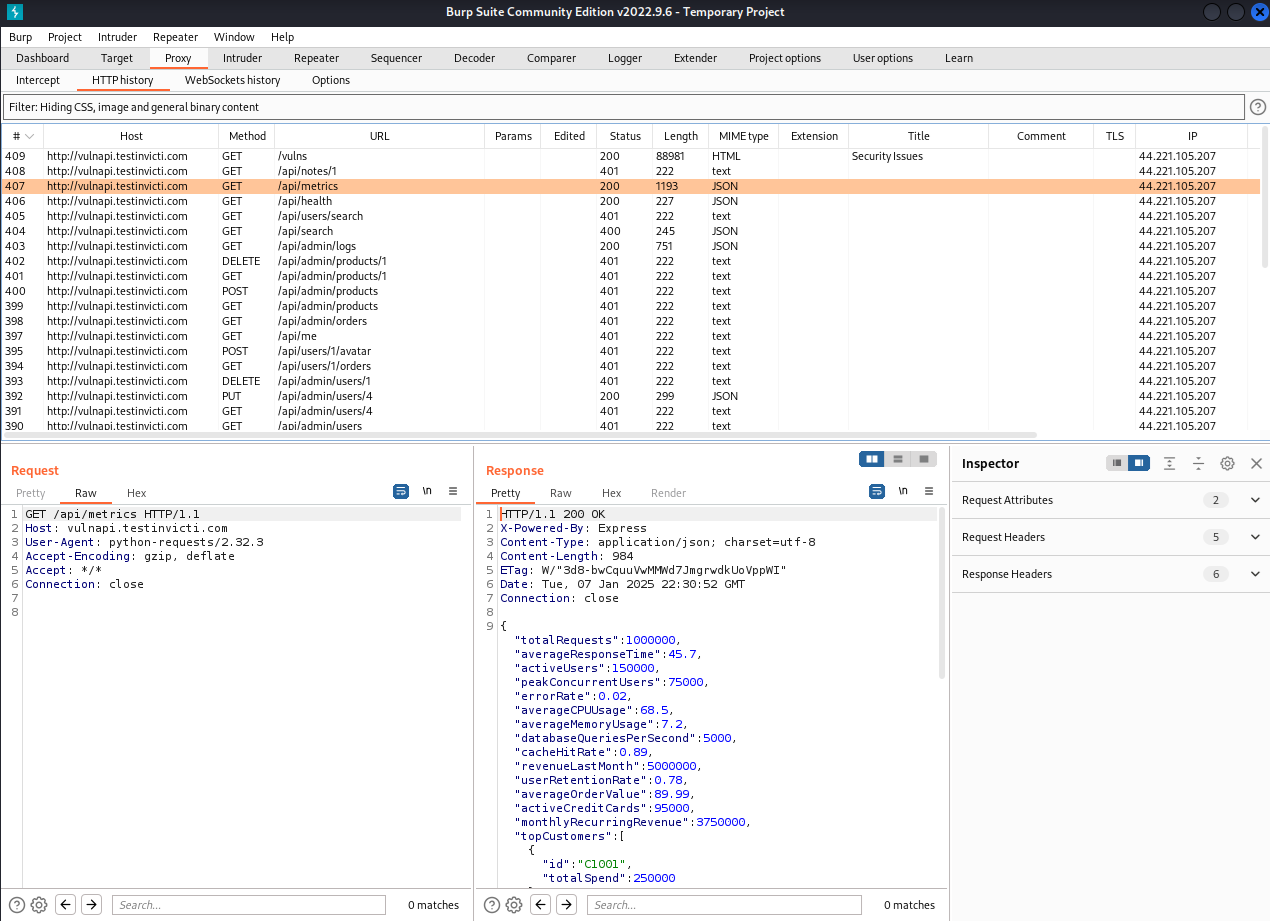 Burp Suite Community Edition v2022.9.6 - Temporary Project
Burp Project Intruder Repeater Window Help
Dashboard Target Proxy Intruder Repeater Sequencer Decoder Comparer Logger Extender Project options User options Learn
Intercept HTTP history WebSockets history Options
Filter: Hiding CSS, image and general binary content
# Host Method URL Params Edited Status Length MIME type Extension Title Comment TLS IP
409 http://vulnapi.testinvicti.com GET /vulns 200 88981 HTML Security Issues 44.221.105.207
408 http://vulnapi.testinvicti.com GET /api/notes/1 401 222 text 44.221.105.207
407 http://vulnapi.testinvicti.com GET /api/metrics 200 1193 JSON 44.221.105.207
406 http://vulnapi.testinvicti.com GET /api/health 200 227 JSON 44.221.105.207
405 http://vulnapi.testinvicti.com GET /api/users/search 401 222 text 44.221.105.207
404 http://vulnapi.testinvicti.com GET /api/search 400 245 JSON 44.221.105.207
403 http://vulnapi.testinvicti.com GET /api/admin/logs 200 751 JSON 44.221.105.207
402 http://vulnapi.testinvicti.com DELETE /api/admin/products/1 401 222 text 44.221.105.207
401 http://vulnapi.testinvicti.com GET /api/admin/products/1 401 222 text 44.221.105.207
400 http://vulnapi.testinvicti.com POST /api/admin/products 401 222 text 44.221.105.207
399 http://vulnapi.testinvicti.com GET /api/admin/products 401 222 text 44.221.105.207
398 http://vulnapi.testinvicti.com GET /api/admin/orders 401 222 text 44.221.105.207
397 http://vulnapi.testinvicti.com GET /api/me 401 222 text 44.221.105.207
395 http://vulnapi.testinvicti.com POST /api/users/1/avatar 401 222 text 44.221.105.207
394 http://vulnapi.testinvicti.com GET /api/users/1/orders 401 222 text 44.221.105.207
393 http://vulnapi.testinvicti.com DELETE /api/admin/users/1 401 222 text 44.221.105.207
392 http://vulnapi.testinvicti.com PUT /api/admin/users/4 200 299 JSON 44.221.105.207
391 http://vulnapi.testinvicti.com GET /api/admin/users/4 401 222 text 44.221.105.207
390 http://vulnapi.testinvicti.com GET /api/admin/users 401 222 text 44.221.105.207
Request
Pretty Raw Hex \n
1 GET /api/metrics HTTP/1.1
2 Host: vulnapi.testinvicti.com
3 User-Agent: python-requests/2.32.3
4 Accept-Encoding: gzip, deflate
5 Accept: */*
6 Connection: close
7
8
Search... 0 matches
Response
Pretty Raw Hex Render \n
1 HTTP/1.1 200 OK
2 X-Powered-By: Express
3 Content-Type: application/json; charset=utf-8
4 Content-Length: 984
5 ETag: W/"3d8-bwCquuVwMMWd7JmgrwdkUoVppWI"
6 Date: Tue, 07 Jan 2025 22:30:52 GMT
7 Connection: close
8
9 {
"totalRequests":1000000,
"averageResponseTime":45.7,
"activeUsers":150000,
"peakConcurrentUsers":75000,
"errorRate":0.02,
"averageCPUUsage":68.5,
"averageMemoryUsage":7.2,
"databaseQueriesPerSecond":5000,
"cacheHitRate":0.89,
"revenueLastMonth":5000000,
"userRetentionRate":0.78,
"averageOrderValue":89.99,
"activeCreditCards":95000,
"monthlyRecurringRevenue":3750000,
"topCustomers":[
{
"id":"C1001",
"totalSpend":250000
Search... 0 matches
Inspector
Request Attributes 2
Request Headers 5
Response Headers 6